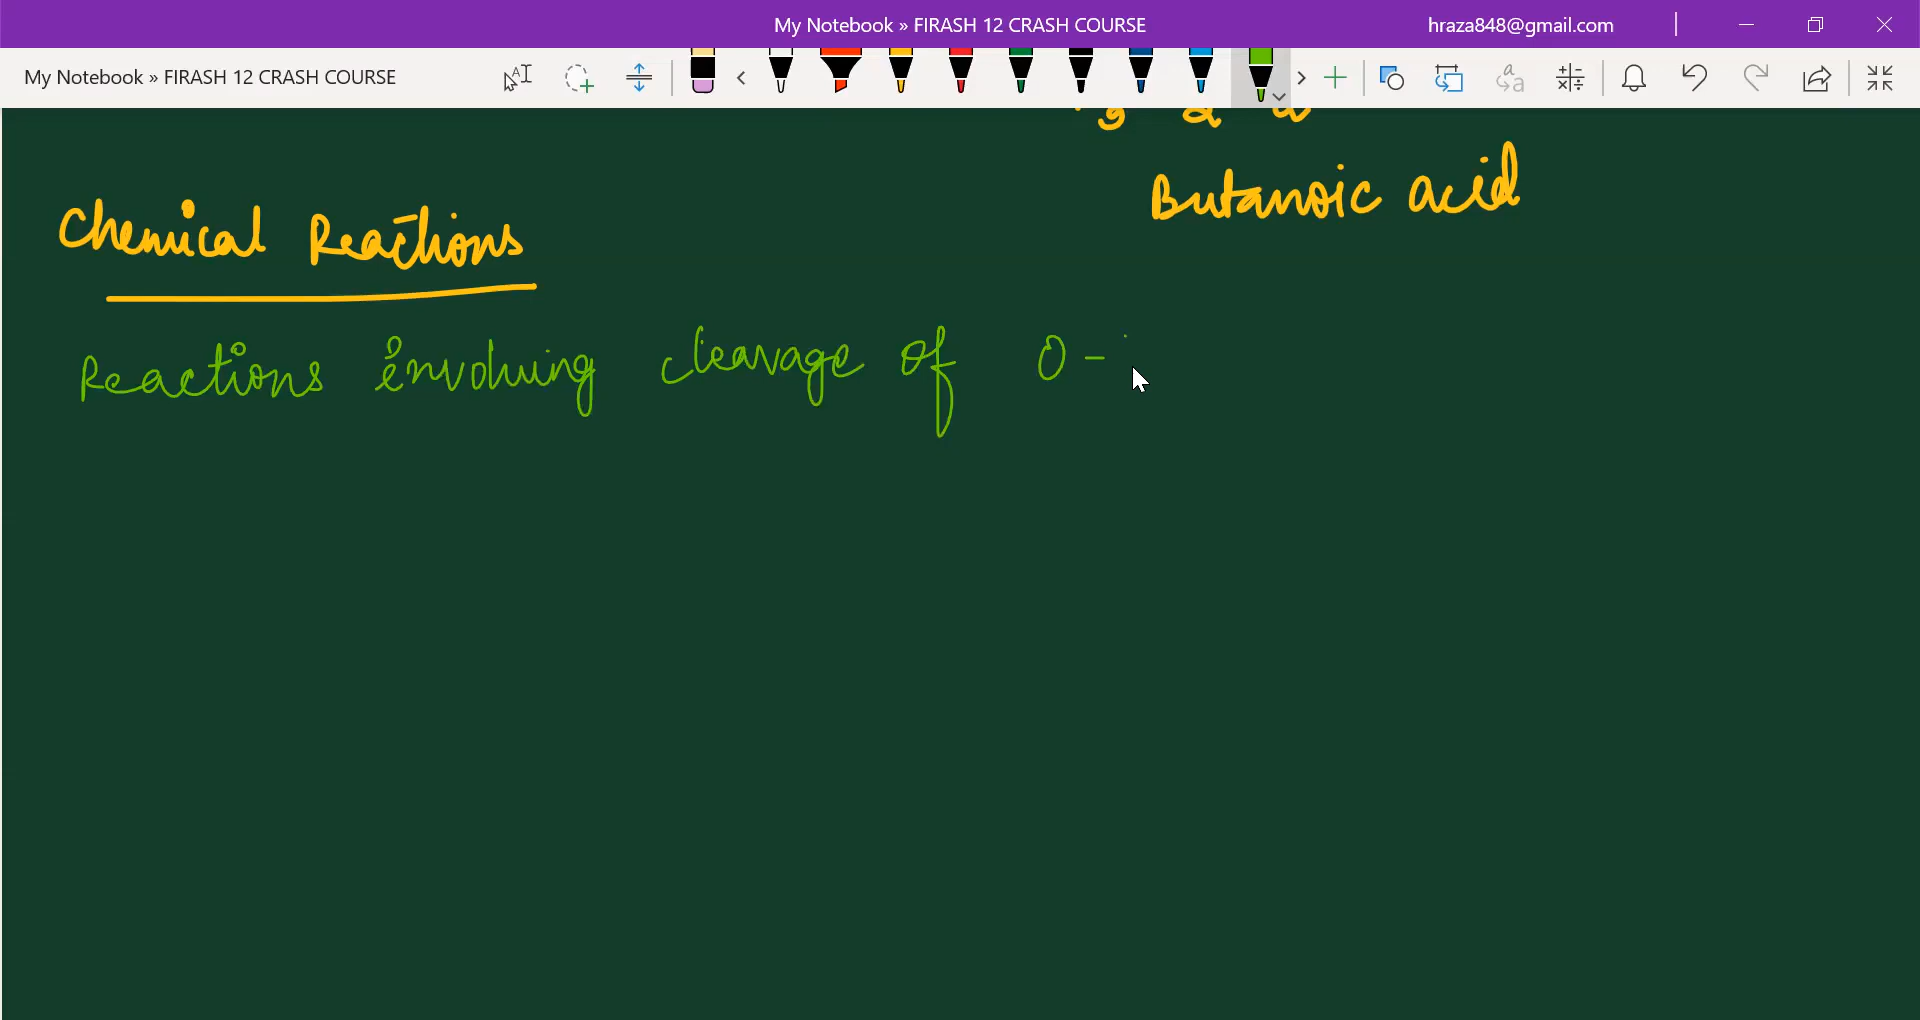 My Notebook » FIRASH 12 CRASH COURSE
hraza848@gmail.com
My Notebook » FIRASH 12 CRASH COURSE
Butanoic acid
Chemical Reactions
Reactions involving cleavage of O -